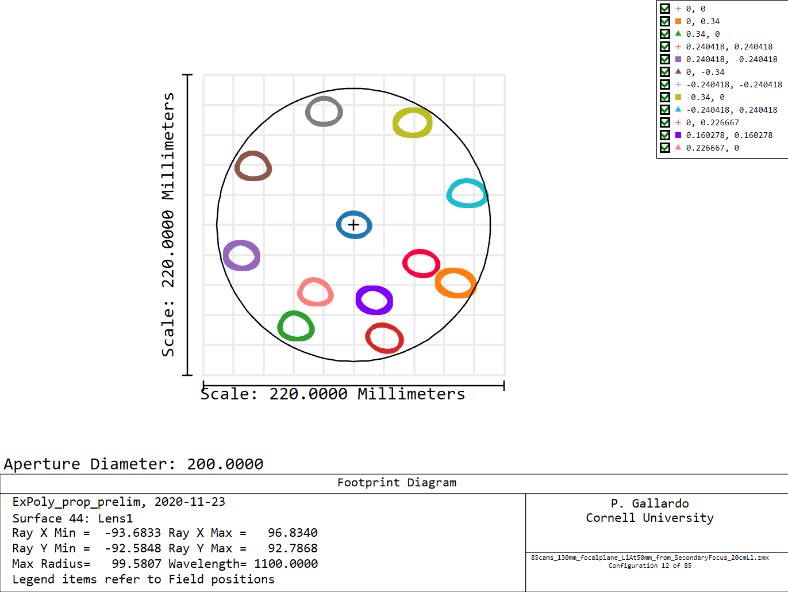 0, 0
0, 0.34
0.34, 0
0.240418, 0.240418
0.240418, -0.240418
0, -0.34
-0.240418, -0.240418
-0.34, 0
-0.240418, 0.240418
0, 0.226667
0.160278, 0.160278
0.226667, 0
Scale: 220.0000 Millimeters
Scale: 220.0000 Millimeters
Aperture Diameter: 200.0000
Footprint Diagram
ExPoly_prop_prelim, 2020-11-23
Surface 44: Lens1
Ray X Min = -93.6833 Ray X Max = 96.8340
Ray Y Min = -92.5848 Ray Y Max = 92.7868
Max Radius= 99.5807 Wavelength= 1100.0000
Legend items refer to Field positions
P. Gallardo
Cornell University
85cams_130mm_focalplane_L1At50mm_from_SecondaryFocus_20cmL1.zmx
Configuration 12 of 85